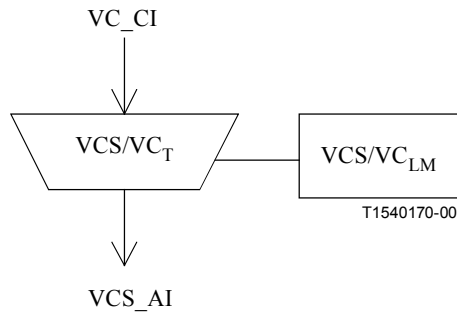 VC_CI
VCS/VC_T
VCS/VC_LM
T1540170-00
VCS_AI